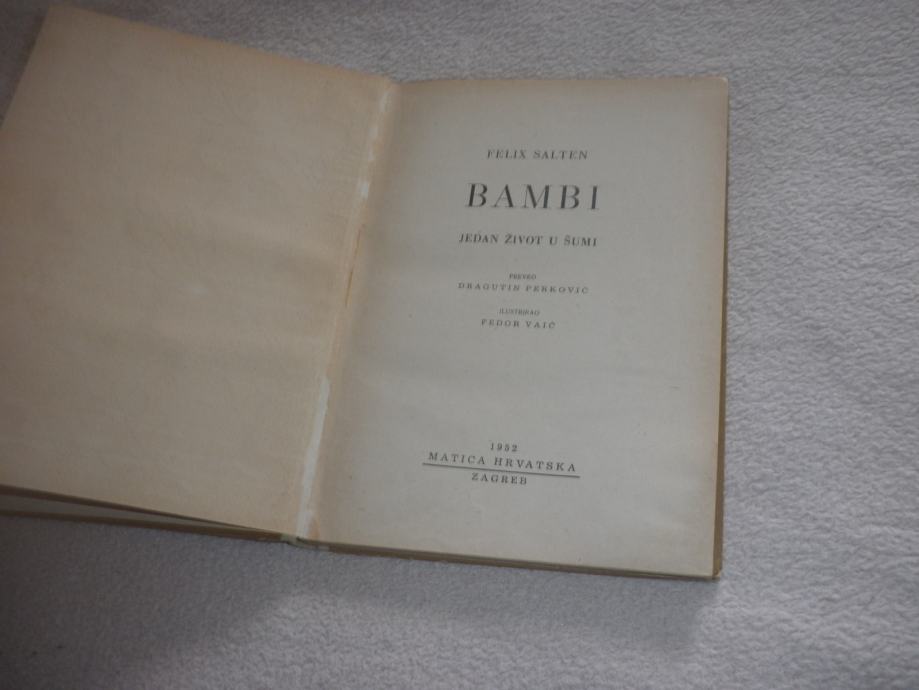 FELIX SALTEN
BAMBI
JEDAN ŽIVOT U ŠUMI
PREVEO
DRAGUTIN PERKOVIĆ
ILUSTRIRAO
FEDOR VAIĆ
1952
MATICA HRVATSKA
ZAGREB